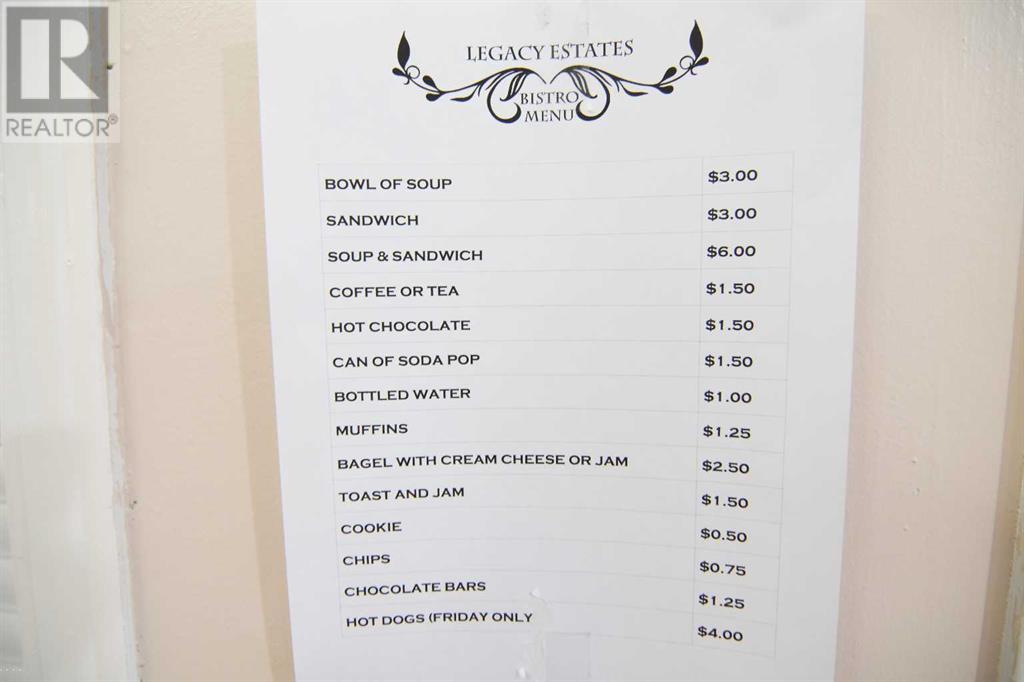 REALTOR®
LEGACY ESTATES
BISTRO
MENU
BOWL OF SOUP $3.00
SANDWICH $3.00
SOUP & SANDWICH $6.00
COFFEE OR TEA $1.50
HOT CHOCOLATE $1.50
CAN OF SODA POP $1.50
BOTTLED WATER $1.00
MUFFINS $1.25
BAGEL WITH CREAM CHEESE OR JAM $2.50
TOAST AND JAM $1.50
COOKIE $0.50
CHIPS $0.75
CHOCOLATE BARS $1.25
HOT DOGS (FRIDAY ONLY $4.00